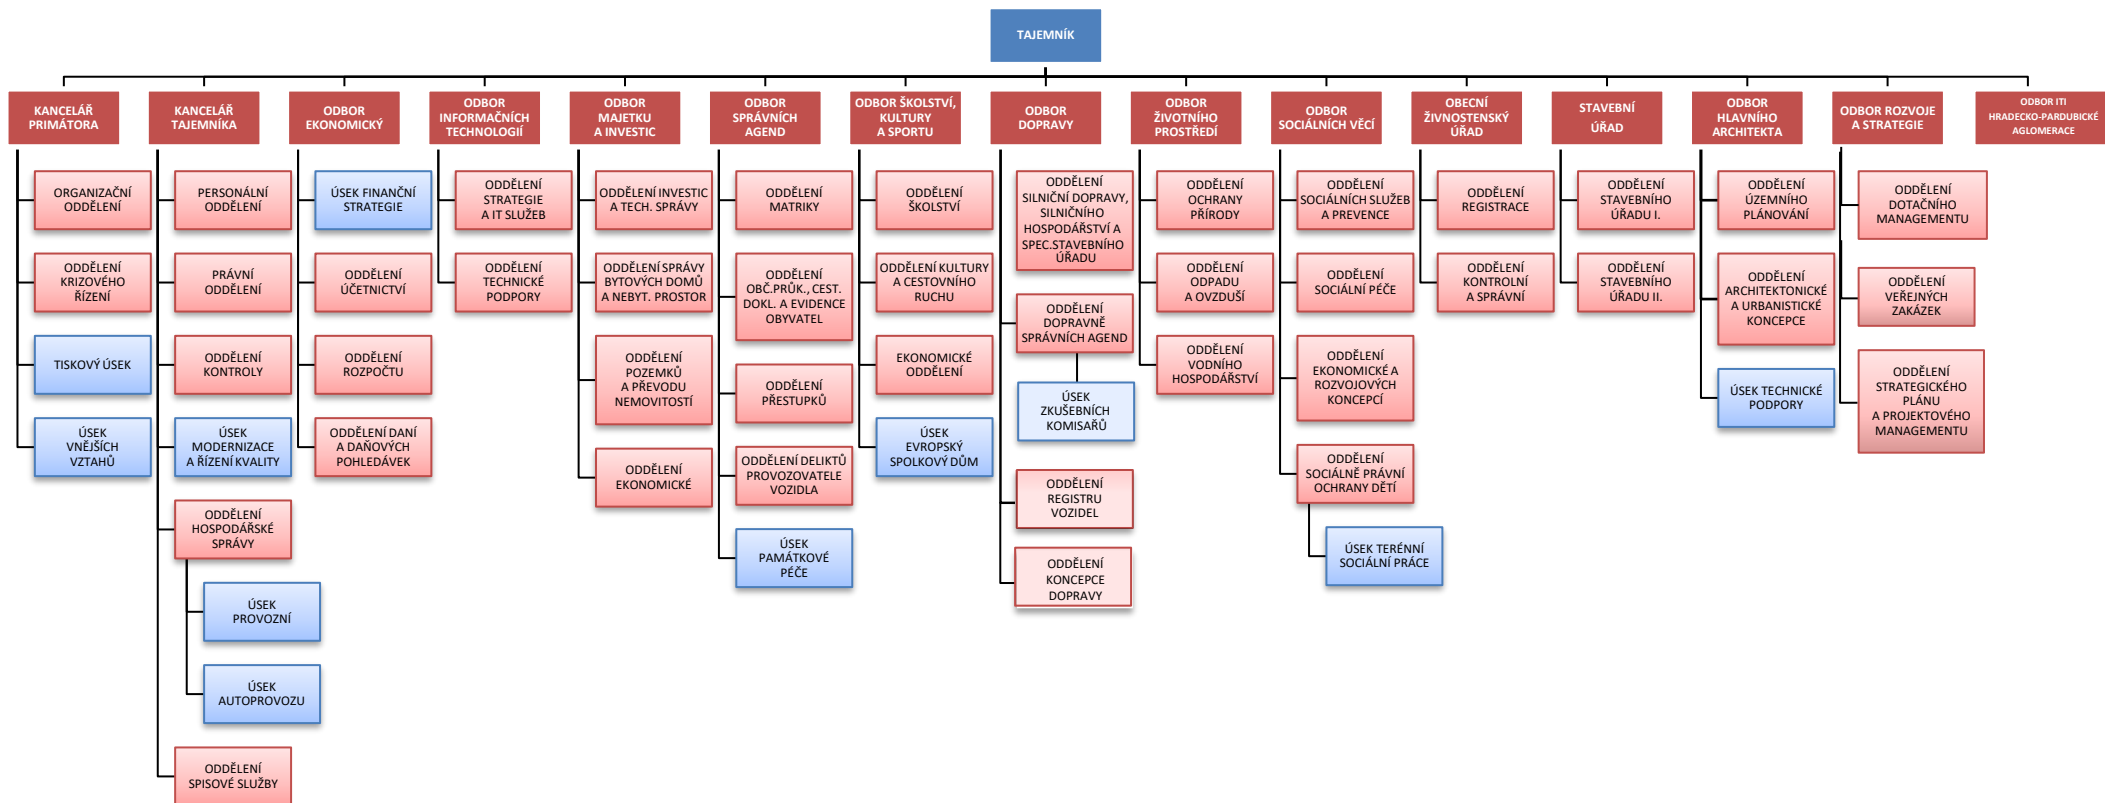 TAJEMNÍK
KANCELÁŘ
PRIMÁTORA
KANCELÁŘ
TAJEMNÍKA
ODBOR
EKONOMICKÝ
ODBOR
INFORMAČNÍCH
TECHNOLOGIÍ
ODBOR
MAJETKU
A INVESTIC
ODBOR
SPRÁVNÍCH
AGEND
ODBOR ŠKOLSTVÍ,
KULTURY
A SPORTU
ODBOR
DOPRAVY
ODBOR
ŽIVOTNÍHO
PROSTŘEDÍ
ODBOR
SOCIÁLNÍCH VĚCÍ
OBECNÍ
ŽIVNOSTENSKÝ
ÚŘAD
STAVEBNÍ
ÚŘAD
ODBOR
HLAVNÍHO
ARCHITEKTA
ODBOR ROZVOJE
A STRATEGIE
ODBOR ITI
HRADECKO-PARDUBICKÉ
AGLOMERACE
ORGANIZAČNÍ
ODDĚLENÍ
ODDĚLENÍ
KRIZOVÉHO
ŘÍZENÍ
TISKOVÝ ÚSEK
ÚSEK
VNĚJŠÍCH
VZTAHŮ
PERSONÁLNÍ
ODDĚLENÍ
PRÁVNÍ
ODDĚLENÍ
ODDĚLENÍ
KONTROLY
ÚSEK
MODERNIZACE
A ŘÍZENÍ KVALITY
ODDĚLENÍ
HOSPODÁŘSKÉ
SPRÁVY
ÚSEK
PROVOZNÍ
ÚSEK
AUTOPROVOZU
ODDĚLENÍ
SPISOVÉ SLUŽBY
ÚSEK FINANČNÍ
STRATEGIE
ODDĚLENÍ
ÚČETNICTVÍ
ODDĚLENÍ
ROZPOČTU
ODDĚLENÍ DANÍ
A DAŇOVÝCH
POHLEDÁVEK
ODDĚLENÍ
STRATEGIE
A IT SLUŽEB
ODDĚLENÍ
TECHNICKÉ
PODPORY
ODDĚLENÍ INVESTIC
A TECH. SPRÁVY
ODDĚLENÍ SPRÁVY
BYTOVÝCH DOMŮ
A NEBYT. PROSTOR
ODDĚLENÍ
POZEMKŮ
A PŘEVODU
NEMOVITOSTÍ
ODDĚLENÍ
EKONOMICKÉ
ODDĚLENÍ
MATRIKY
ODDĚLENÍ
OBČ.PRŮK., CEST.
DOKL. A EVIDENCE
OBYVATEL
ODDĚLENÍ
PŘESTUPKŮ
ODDĚLENÍ DELIKTŮ
PROVOZOVATELE
VOZIDLA
ÚSEK
PAMÁTKOVÉ
PÉČE
ODDĚLENÍ
ŠKOLSTVÍ
ODDĚLENÍ KULTURY
A CESTOVNÍHO
RUCHU
EKONOMICKÉ
ODDĚLENÍ
ÚSEK
EVROPSKÝ
SPOLKOVÝ DŮM
ODDĚLENÍ
SILNIČNÍ DOPRAVY,
SILNIČNÍHO
HOSPODÁŘSTVÍ A
SPEC.STAVEBNÍHO
ÚŘADU
ODDĚLENÍ
DOPRAVNĚ
SPRÁVNÍCH AGEND
ÚSEK
ZKUŠEBNÍCH
KOMISAŘŮ
ODDĚLENÍ
REGISTRU
VOZIDEL
ODDĚLENÍ
KONCEPCE
DOPRAVY
ODDĚLENÍ
OCHRANY
PŘÍRODY
ODDĚLENÍ
ODPADU
A OVZDUŠÍ
ODDĚLENÍ
VODNÍHO
HOSPODÁŘSTVÍ
ODDĚLENÍ
SOCIÁLNÍCH SLUŽEB
A PREVENCE
ODDĚLENÍ
SOCIÁLNÍ PÉČE
ODDĚLENÍ
EKONOMICKÉ A
ROZVOJOVÝCH
KONCEPCÍ
ODDĚLENÍ
SOCIÁLNĚ PRÁVNÍ
OCHRANY DĚTÍ
ÚSEK TERÉNNÍ
SOCIÁLNÍ PRÁCE
ODDĚLENÍ
REGISTRACE
ODDĚLENÍ
KONTROLNÍ
A SPRÁVNÍ
ODDĚLENÍ
STAVEBNÍHO
ÚŘADU I.
ODDĚLENÍ
STAVEBNÍHO
ÚŘADU II.
ODDĚLENÍ
ÚZEMNÍHO
PLÁNOVÁNÍ
ODDĚLENÍ
ARCHITEKTONICKÉ
A URBANISTICKÉ
KONCEPCE
ÚSEK TECHNICKÉ
PODPORY
ODDĚLENÍ
DOTAČNÍHO
MANAGEMENTU
ODDĚLENÍ
VEŘEJNÝCH
ZAKÁZEK
ODDĚLENÍ
STRATEGICKÉHO
PLÁNU
A PROJEKTOVÉHO
MANAGEMENTU